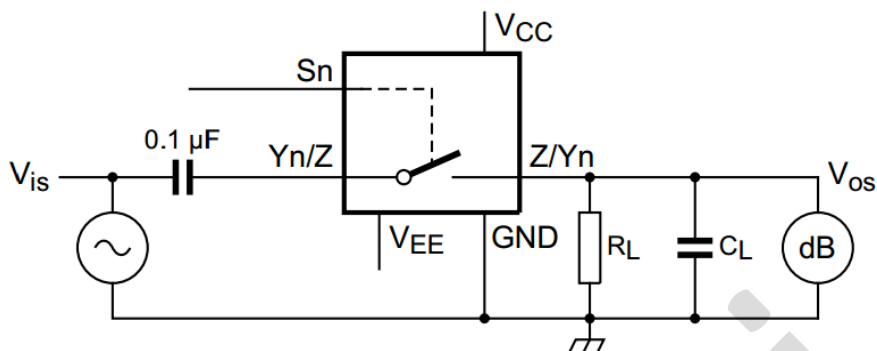 VCC
Sn
0.1 µF
Yn/Z
Z/Yn
Vis
Vos
VEE
GND
RL
CL
dB